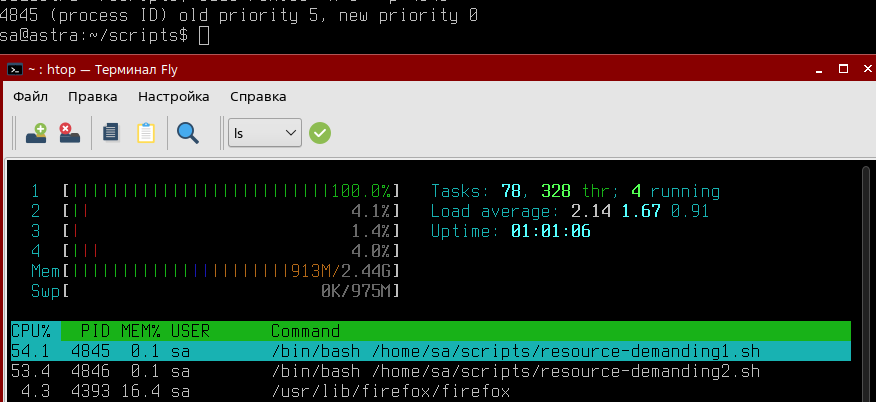 4845 (process ID) old priority 5, new priority 0
sa@astra:~/scripts$
~ : htop — Терминал Fly
Файл Правка Настройка Справка
ls
1 [||||||||||||||||||||||||||100.0%] Tasks: 78, 328 thr; 4 running
2 [|| 4.1%] Load average: 2.14 1.67 0.91
3 [| 1.4%] Uptime: 01:01:06
4 [||| 4.0%]
Mem[||||||||||||||||||||||913M/2.44G]
Swp[ 0K/975M]
CPU% PID MEM% USER Command
54.1 4845 0.1 sa /bin/bash /home/sa/scripts/resource-demanding1.sh
53.4 4846 0.1 sa /bin/bash /home/sa/scripts/resource-demanding2.sh
4.3 4393 16.4 sa /usr/lib/firefox/firefox